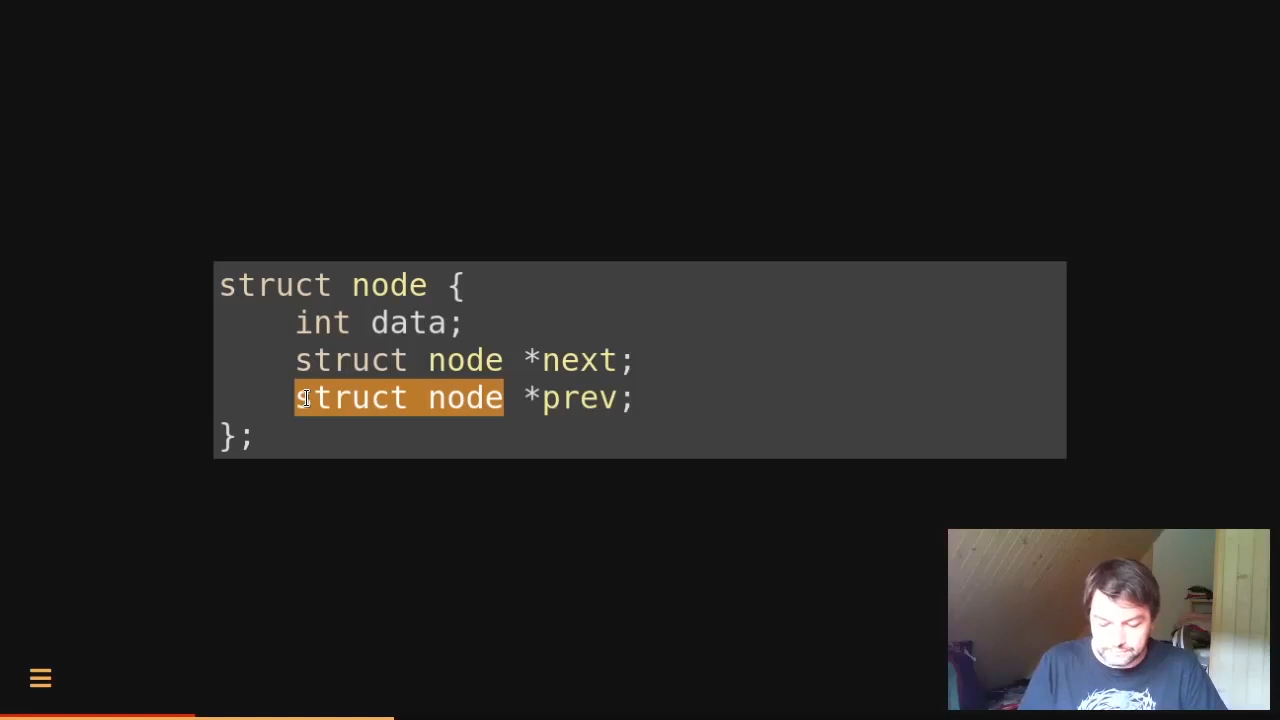 struct node {
    int data;
    struct node *next;
    struct node *prev;
};